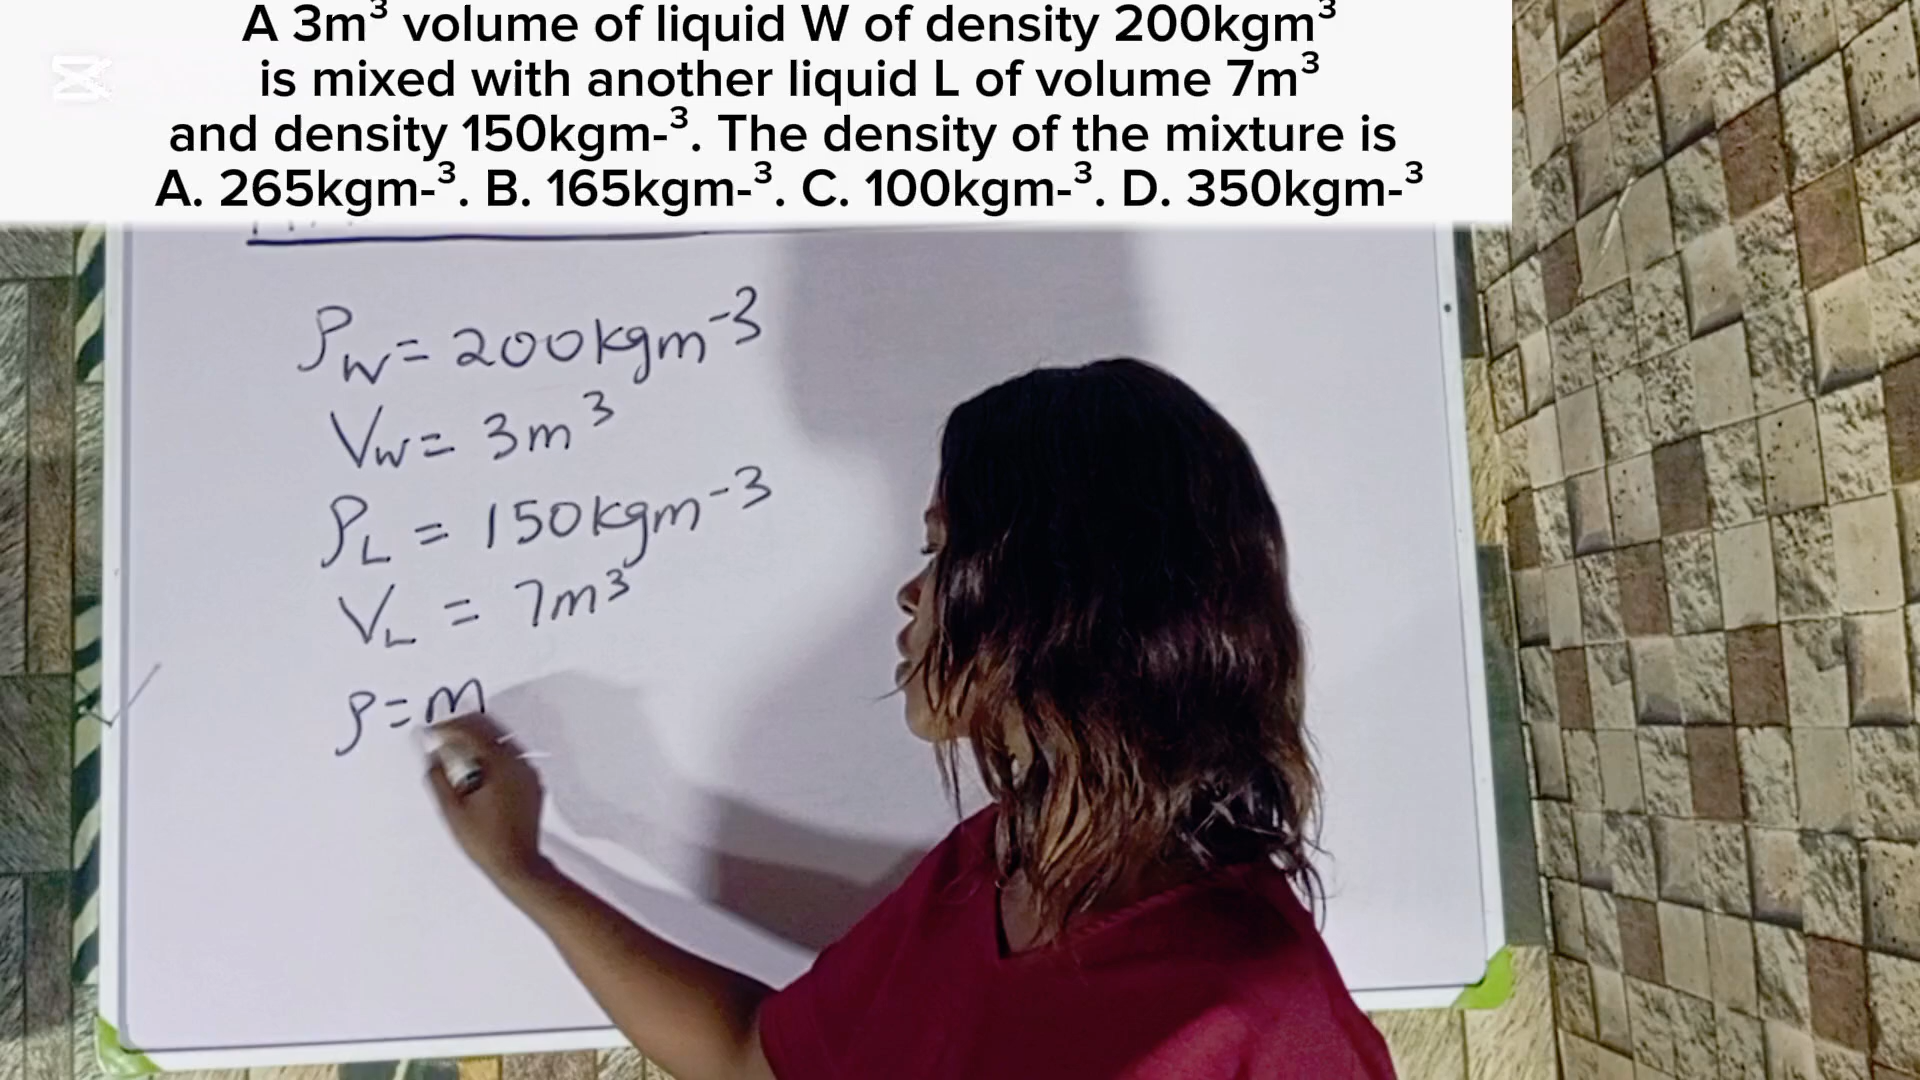 A 3m³ volume of liquid W of density 200kgm³
is mixed with another liquid L of volume 7m³
and density 150kgm-³. The density of the mixture is
A. 265kgm-³. B. 165kgm-³. C. 100kgm-³. D. 350kgm-³
ρw = 200kgm⁻³
Vw = 3m³
ρL = 150kgm⁻³
VL = 7m³
ρ = m